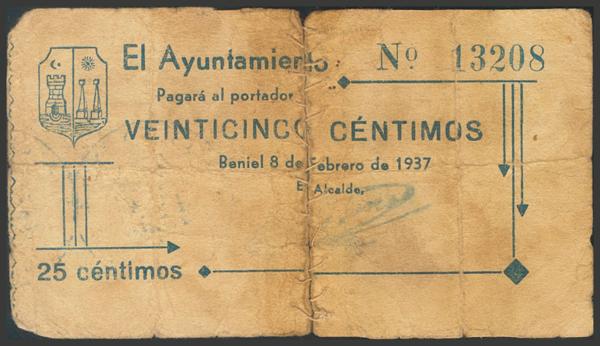 El Ayuntamiento
Nº 13208
Pagará al portador
VEINTICINCO CÉNTIMOS
Beniel 8 de Febrero de 1937
El Alcalde,
25 céntimos